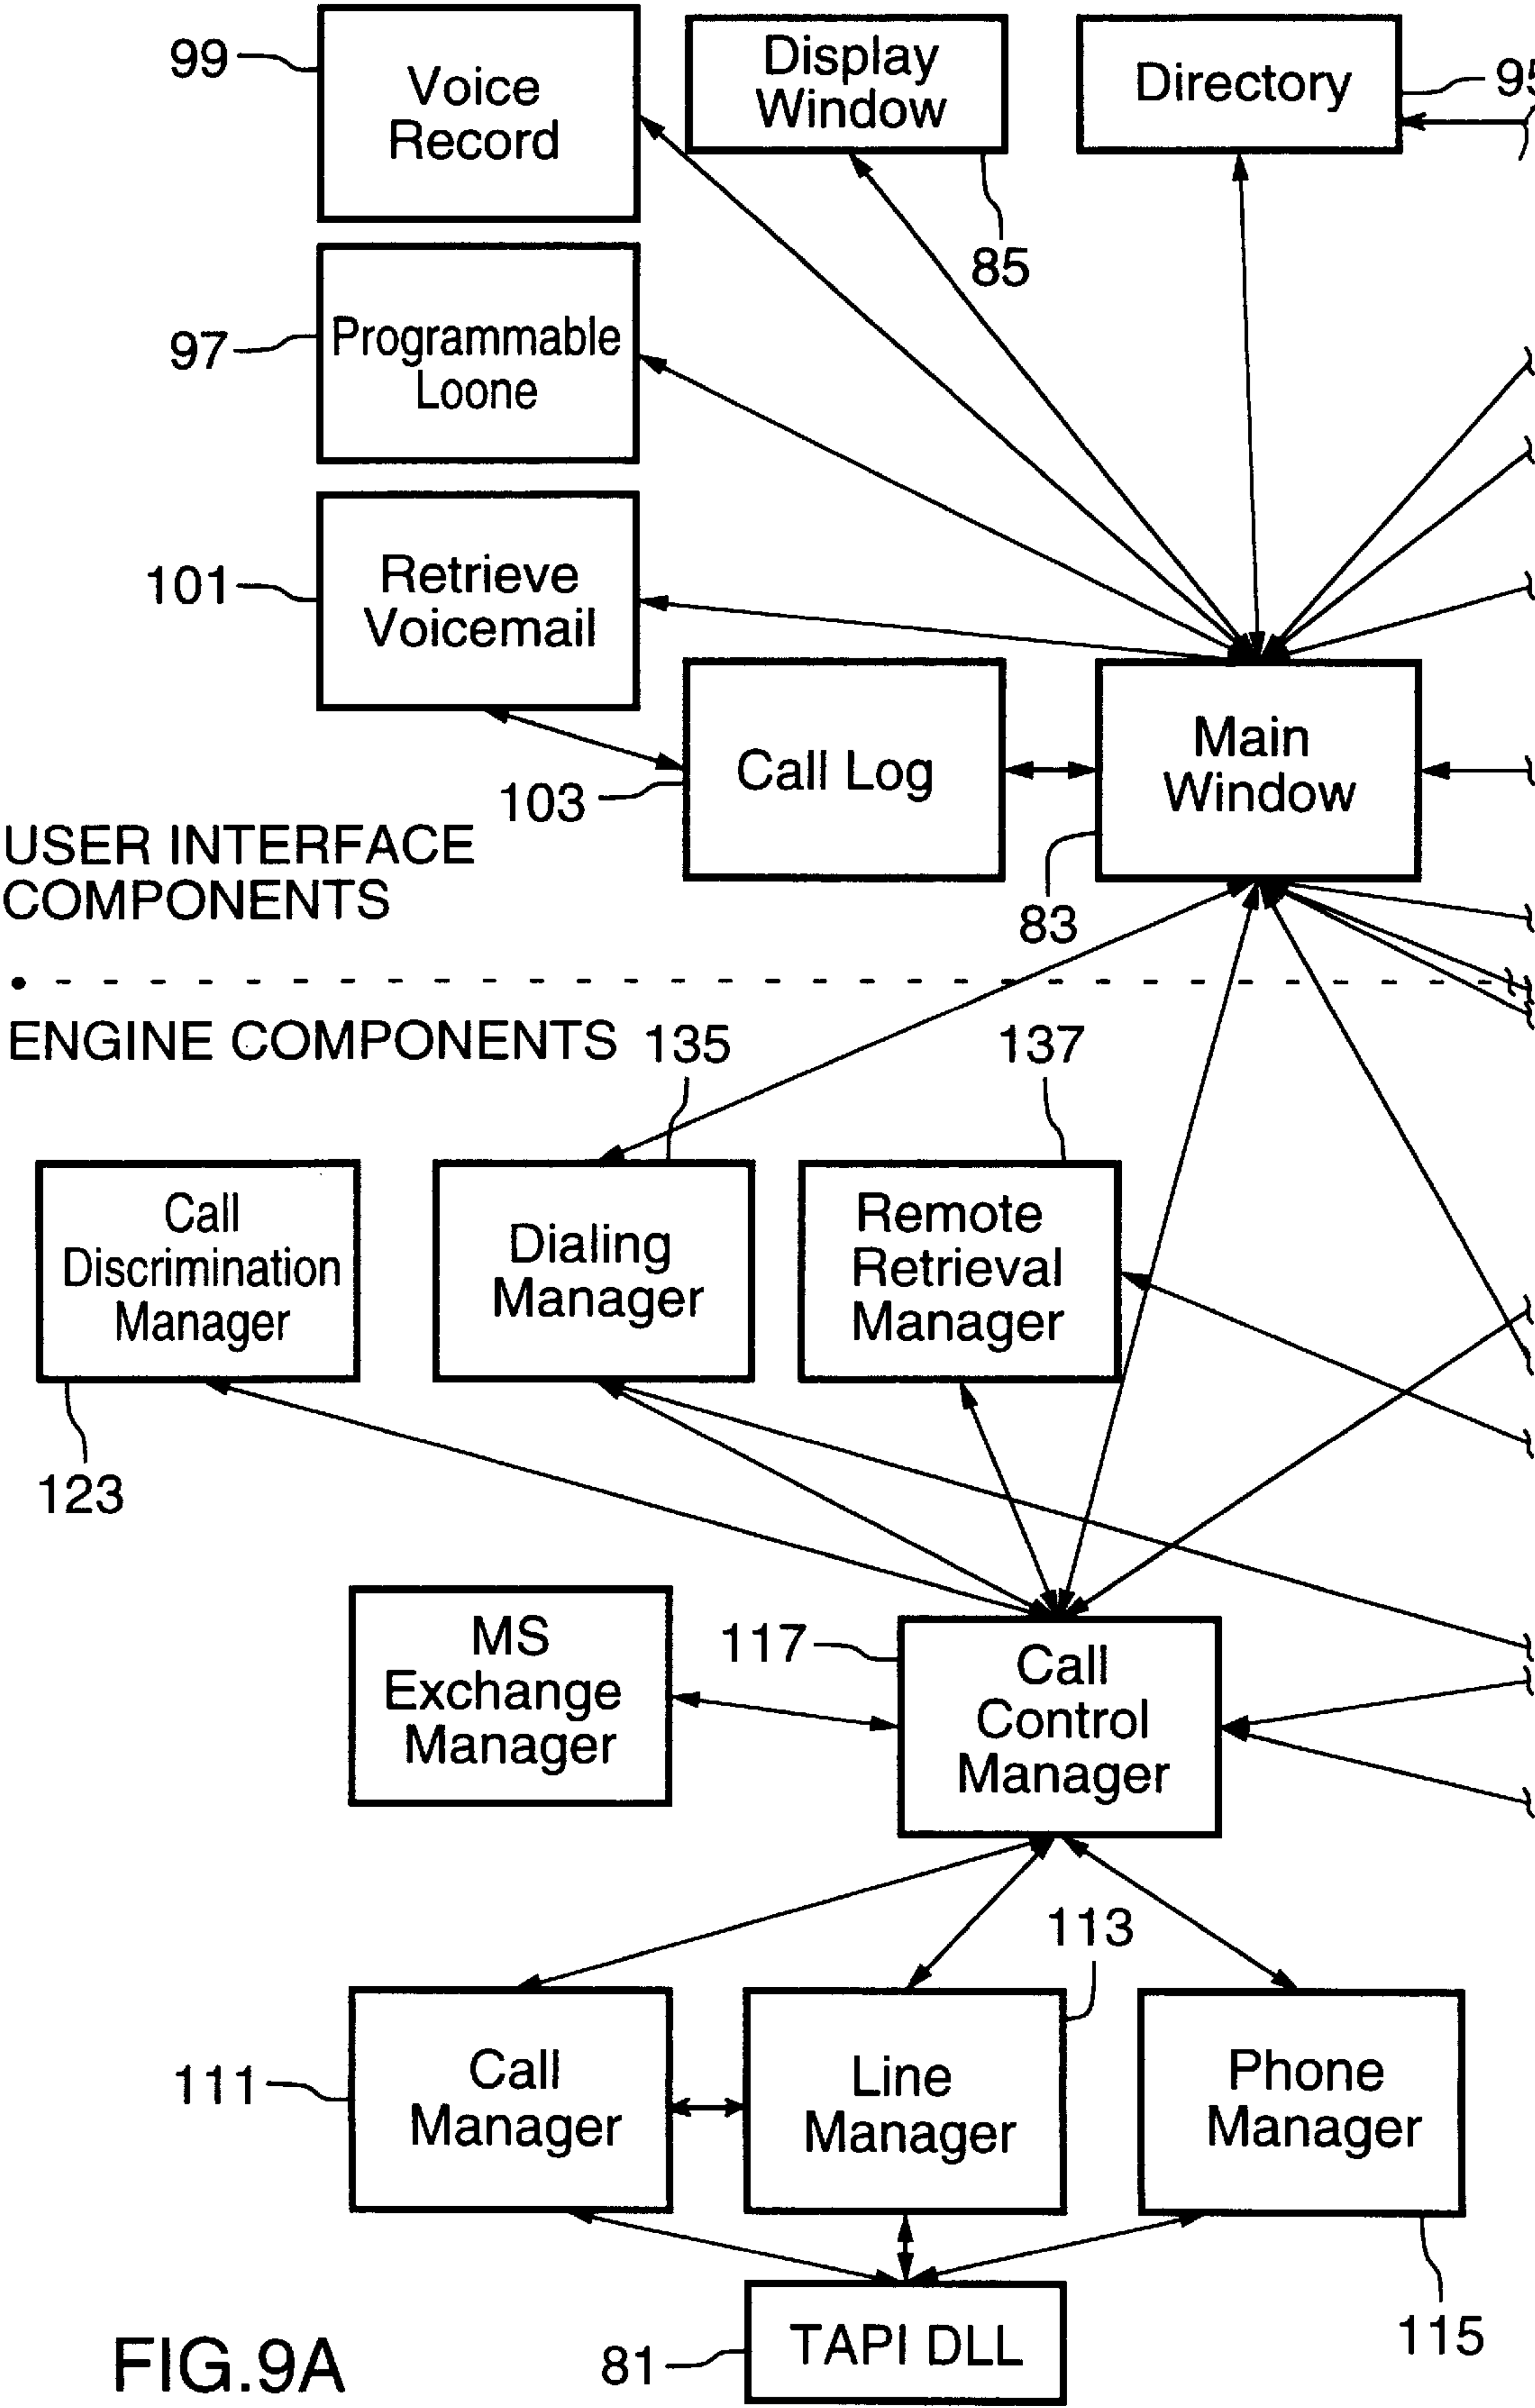 99
Voice
Record
Display
Window
85
Directory
95
97
Programmable
Loone
101
Retrieve
Voicemail
103
Call Log
Main
Window
83
USER INTERFACE
COMPONENTS
ENGINE COMPONENTS
135
137
Call
Discrimination
Manager
123
Dialing
Manager
Remote
Retrieval
Manager
MS
Exchange
Manager
117
Call
Control
Manager
113
111
Call
Manager
Line
Manager
Phone
Manager
115
81
TAPI DLL
FIG.9A